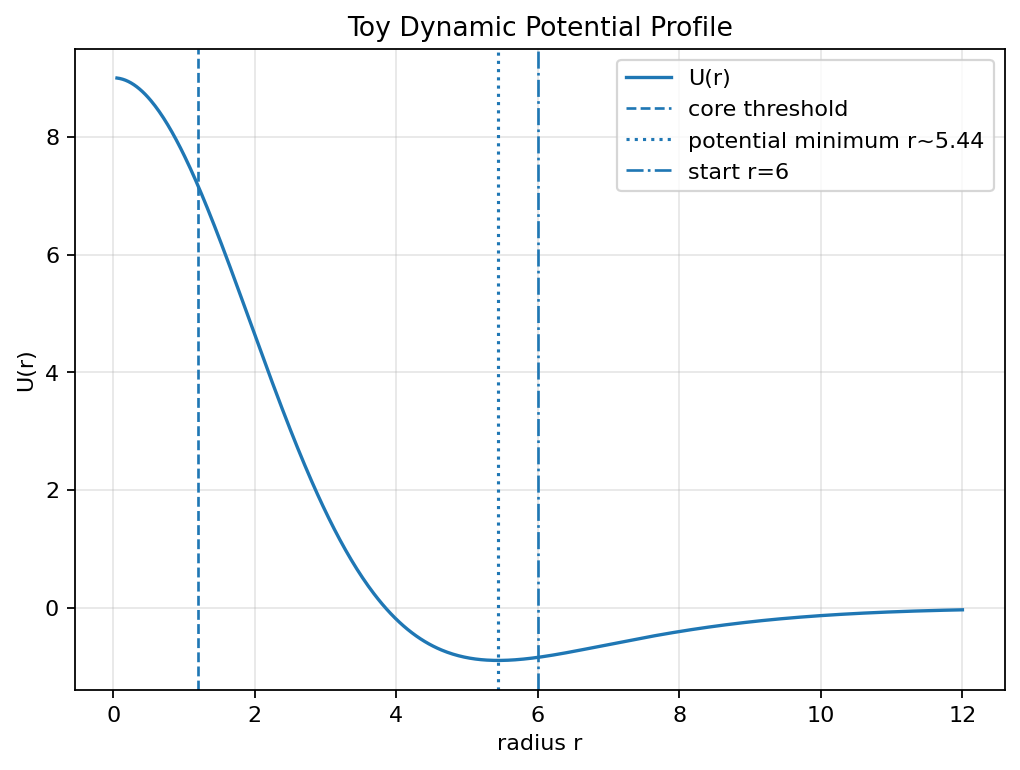 Toy Dynamic Potential Profile
U(r)
core threshold
potential minimum r~5.44
start r=6
8
6
4
2
0
U(r)
0 2 4 6 8 10 12
radius r